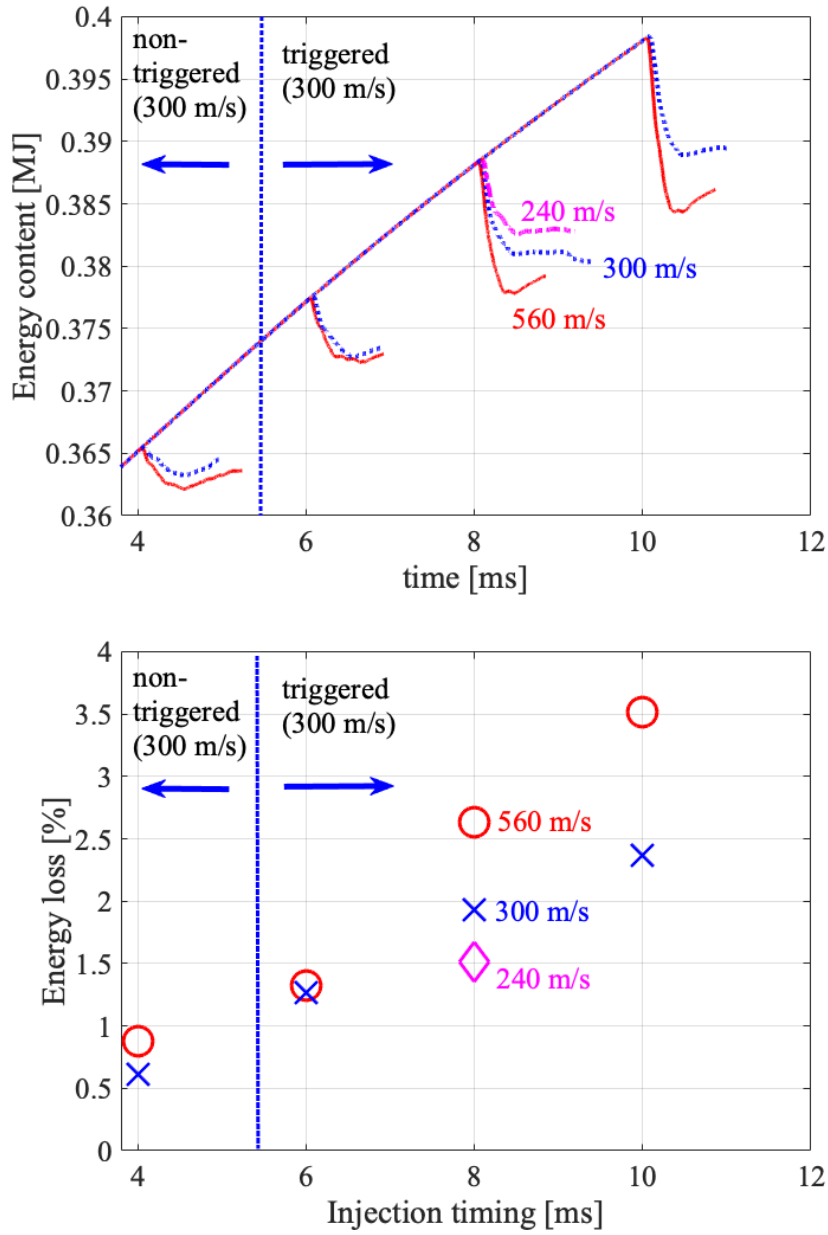 0.4
non-
triggered
(300 m/s)
triggered
(300 m/s)
0.395
0.39
0.385
0.38
0.375
0.37
0.365
0.36
Energy content [MJ]
240 m/s
300 m/s
560 m/s
4
6
8
10
12
time [ms]
4
non-
triggered
(300 m/s)
triggered
(300 m/s)
3.5
3
2.5
2
1.5
1
0.5
0
Energy loss [%]
560 m/s
300 m/s
240 m/s
4
6
8
10
12
Injection timing [ms]